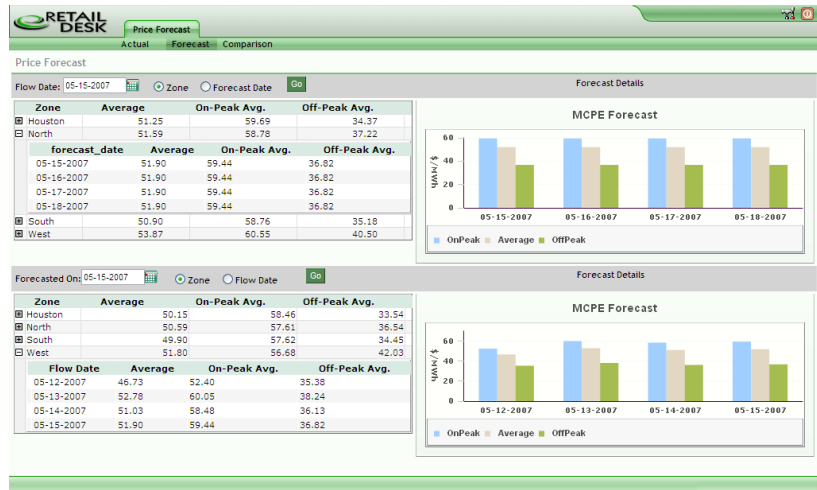 RETAIL DESK
Price Forecast
Actual Forecast Comparison
Price Forecast
Flow Date: 05-15-2007 Zone Forecast Date Go
Forecast Details
Zone Average On-Peak Avg. Off-Peak Avg.
Houston 51.25 59.69 34.37
North 51.59 58.78 37.22
forecast_date Average On-Peak Avg. Off-Peak Avg.
05-15-2007 51.90 59.44 36.82
05-16-2007 51.90 59.44 36.82
05-17-2007 51.90 59.44 36.82
05-18-2007 51.90 59.44 36.82
South 50.90 58.76 35.18
West 53.87 60.55 40.50
MCPE Forecast
$/MWh
60
40
20
0
05-15-2007 05-16-2007 05-17-2007 05-18-2007
OnPeak Average OffPeak
Forecasted On: 05-15-2007 Zone Flow Date Go
Forecast Details
Zone Average On-Peak Avg. Off-Peak Avg.
Houston 50.15 58.46 33.54
North 50.59 57.61 36.54
South 49.90 57.62 34.45
West 51.80 56.68 42.03
Flow Date Average On-Peak Avg. Off-Peak Avg.
05-12-2007 46.73 52.40 35.38
05-13-2007 52.78 60.05 38.24
05-14-2007 51.03 58.48 36.13
05-15-2007 51.90 59.44 36.82
MCPE Forecast
$/MWh
60
40
20
0
05-12-2007 05-13-2007 05-14-2007 05-15-2007
OnPeak Average OffPeak